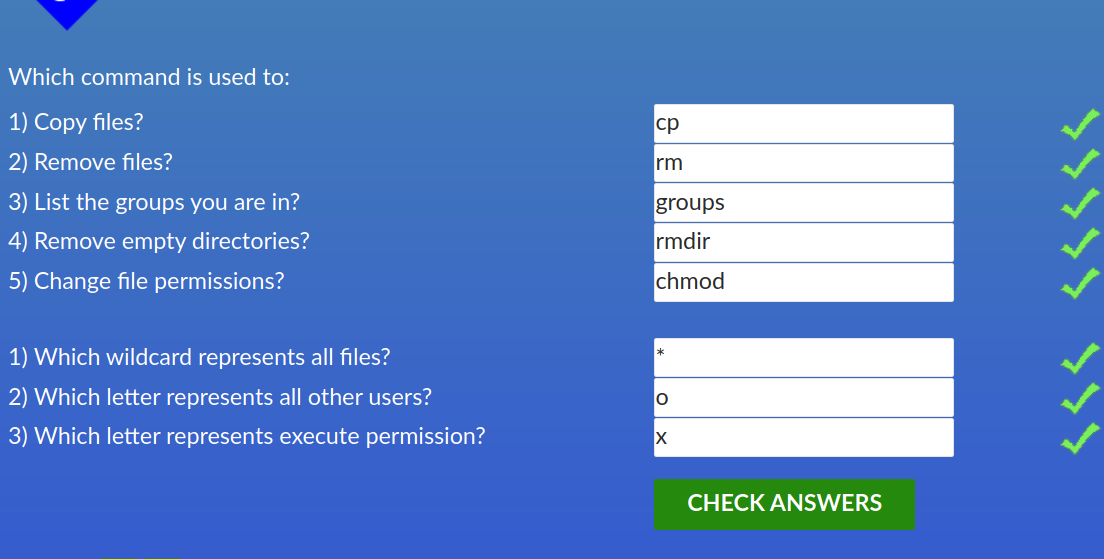 Which command is used to:
1) Copy files? cp
2) Remove files? rm
3) List the groups you are in? groups
4) Remove empty directories? rmdir
5) Change file permissions? chmod
1) Which wildcard represents all files? *
2) Which letter represents all other users? o
3) Which letter represents execute permission? x
CHECK ANSWERS